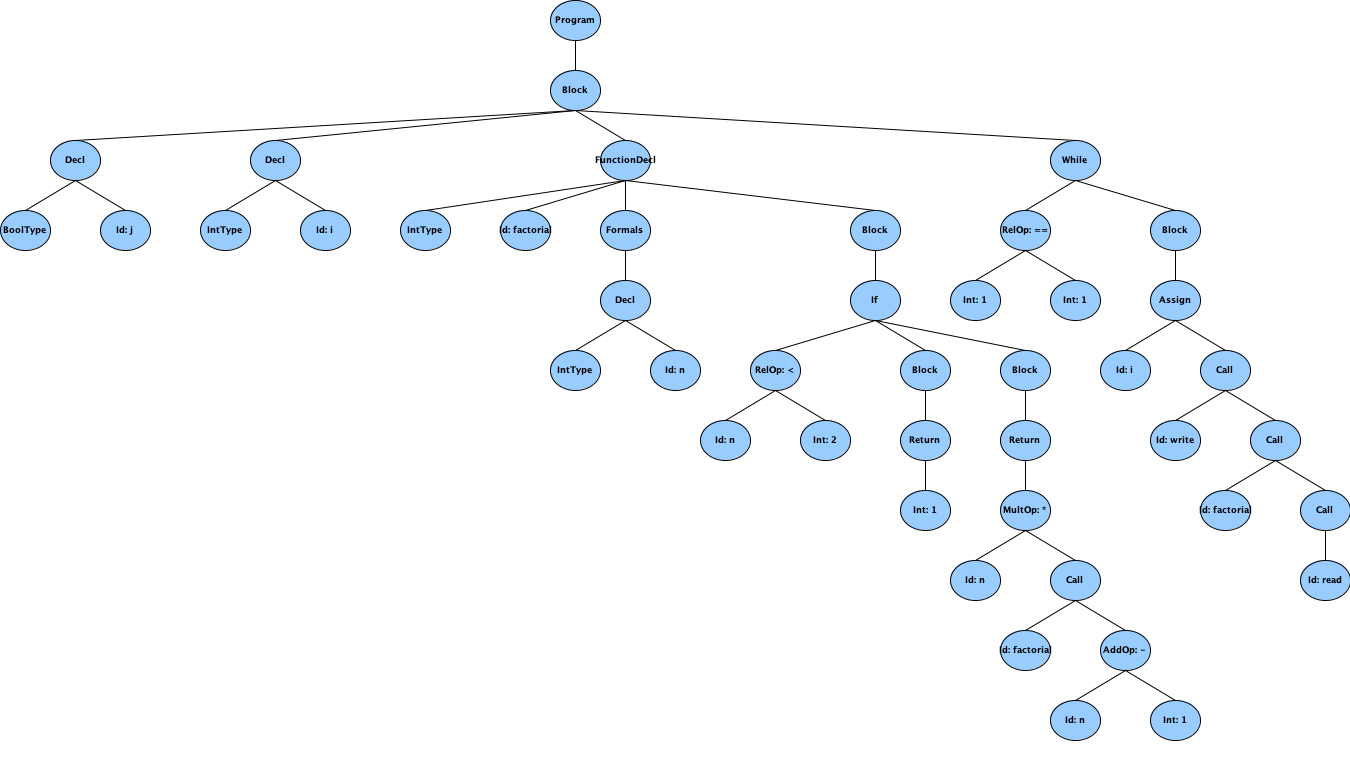 Program
Block
Decl
Decl
FunctionDecl
While
BoolType
Id: j
IntType
Id: i
IntType
Id: factorial
Formals
Block
RelOp: ==
Block
Decl
If
Int: 1
Int: 1
Assign
IntType
Id: n
RelOp: <
Block
Block
Id: i
Call
Id: n
Int: 2
Return
Return
Id: write
Call
Int: 1
MultOp: *
Id: factorial
Call
Id: n
Call
Id: read
Id: factorial
AddOp: -
Id: n
Int: 1